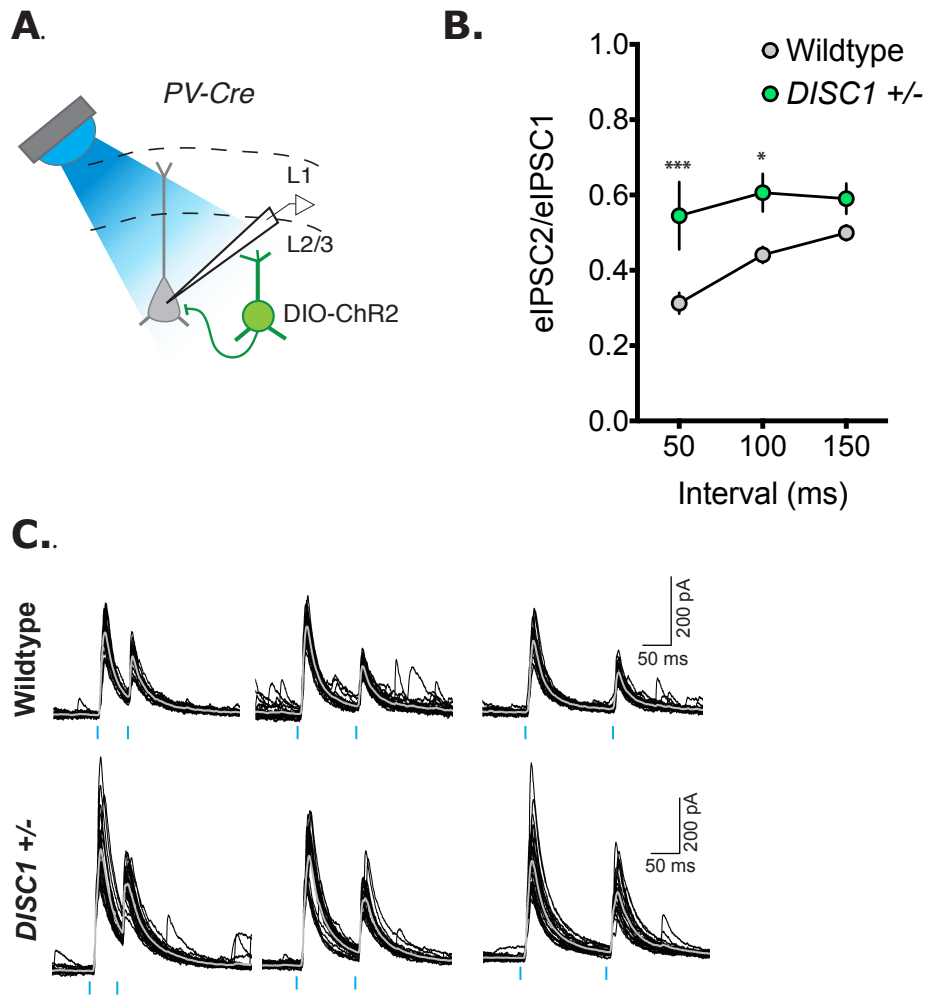 A.
PV-Cre
L1
L2/3
DIO-ChR2
B.
eIPSC2/eIPSC1
1.0
0.8
0.6
0.4
0.2
0.0
Wildtype
DISC1 +/-
***
*
50 100 150
Interval (ms)
C..
Wildtype
200 pA
50 ms
DISC1 +/-
200 pA
50 ms